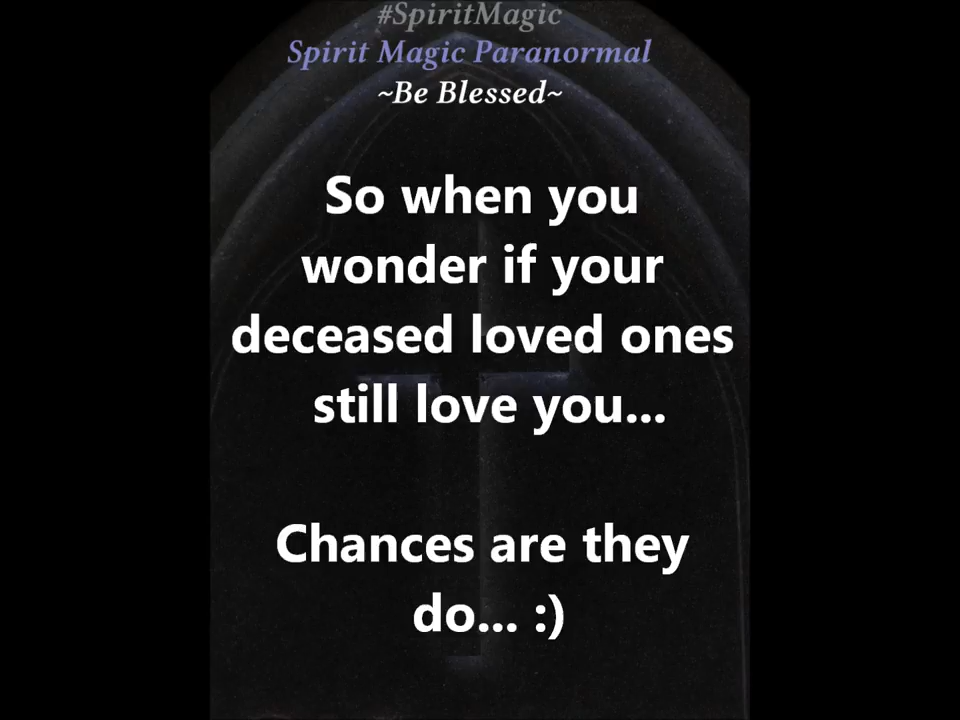 #SpiritMagic
Spirit Magic Paranormal
~Be Blessed~
So when you
wonder if your
deceased loved ones
still love you...
Chances are they
do... :)